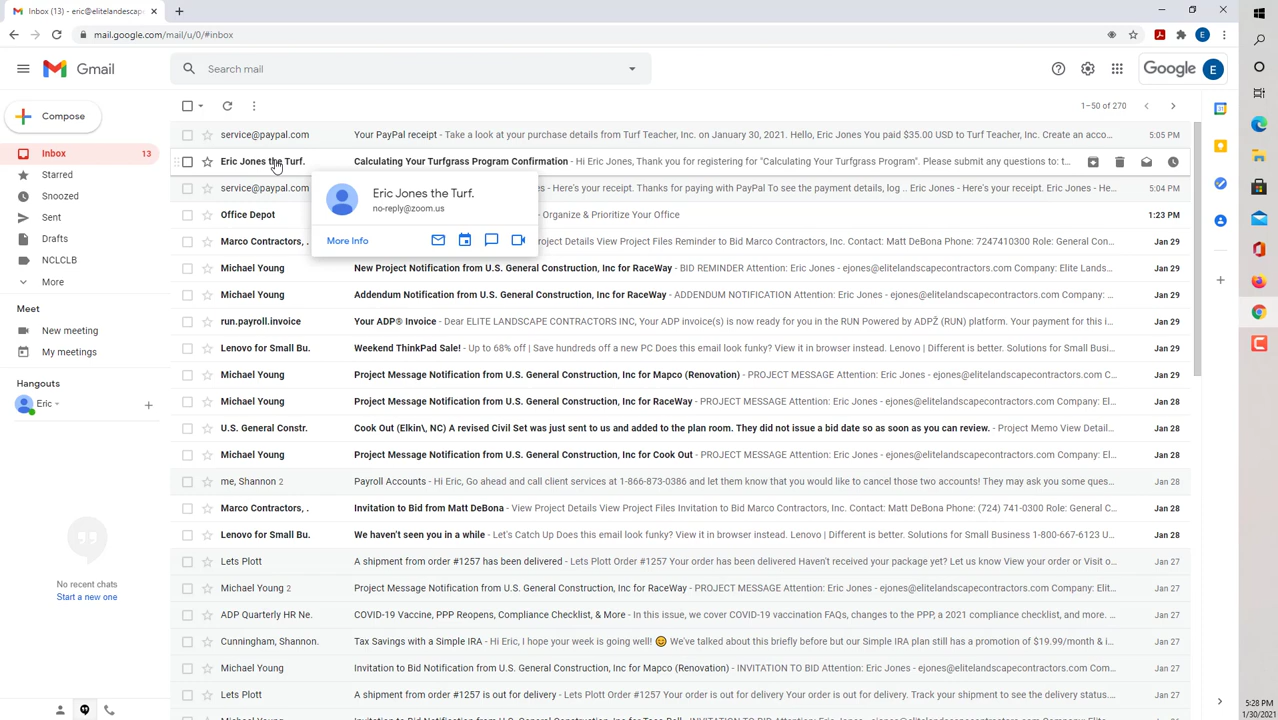 Inbox (13) - eric@elitelandescap
mail.google.com/mail/u/0/#inbox
E
Gmail
Search mail
Google E
Compose
1–50 of 270
Inbox 13
Starred
Snoozed
Sent
Drafts
NCLCLB
More
Meet
New meeting
My meetings
Hangouts
Eric
No recent chats
Start a new one
service@paypal.com Your PayPal receipt - Take a look at your purchase details from Turf Teacher, Inc. on January 30, 2021. Hello, Eric Jones You paid $35.00 USD to Turf Teacher, Inc. Create an acco... 5:05 PM
Eric Jones the Turf. Calculating Your Turfgrass Program Confirmation - Hi Eric Jones, Thank you for registering for "Calculating Your Turfgrass Program". Please submit any questions to: t...
service@paypal.com - Here's your receipt. Thanks for paying with PayPal To see the payment details, log .. Eric Jones - Here's your receipt. Thanks for paying with PayPal To see t... 5:04 PM
Eric Jones the Turf.
no-reply@zoom.us
More Info
Office Depot - Organize & Prioritize Your Office 1:23 PM
Marco Contractors, . Project Details View Project Files Reminder to Bid Marco Contractors, Inc. Contact: Matt DeBona Phone: 7247410300 Role: General C... Jan 29
Michael Young New Project Notification from U.S. General Construction, Inc for RaceWay - BID REMINDER Attention: Eric Jones - ejones@elitelandscapecontractors.com Company: Elite Lands... Jan 29
Michael Young Addendum Notification from U.S. General Construction, Inc for RaceWay - ADDENDUM NOTIFICATION Attention: Eric Jones - ejones@elitelandscapecontractors.com Company: ... Jan 29
run.payroll.invoice Your ADP® Invoice - Dear ELITE LANDSCAPE CONTRACTORS INC, Your ADP invoice(s) is now ready for you in the RUN Powered by ADPŽ (RUN) platform. Your payment for this i... Jan 29
Lenovo for Small Bu. Weekend ThinkPad Sale! - Up to 68% off | Save hundreds off a new PC Does this email look funky? View it in browser instead. Lenovo | Different is better. Solutions for Small Busi... Jan 29
Michael Young Project Message Notification from U.S. General Construction, Inc for Mapco (Renovation) - PROJECT MESSAGE Attention: Eric Jones - ejones@elitelandscapecontractors.com C... Jan 29
Michael Young Project Message Notification from U.S. General Construction, Inc for RaceWay - PROJECT MESSAGE Attention: Eric Jones - ejones@elitelandscapecontractors.com Company: E... Jan 29
U.S. General Constr. Cook Out (Elkin\, NC) A revised Civil Set was just sent to us and added to the plan room. They did not issue a bid date so as soon as you can review. - Project Memo View Detail... Jan 29
Michael Young Project Message Notification from U.S. General Construction, Inc for Cook Out - PROJECT MESSAGE Attention: Eric Jones - ejones@elitelandscapecontractors.com Company: ... Jan 28
me, Shannon 2 Payroll Accounts - Hi Eric, Go ahead and call client services at 1-866-873-0386 and let them know that you would like to cancel those two accounts! They may ask you some ques... Jan 28
Marco Contractors, . Invitation to Bid from Matt DeBona - View Project Details View Project Files Invitation to Bid Marco Contractors, Inc. Contact: Matt DeBona Phone: (724) 741-0300 Role: General C... Jan 28
Lenovo for Small Bu. We haven't seen you in a while - Let's Catch Up Does this email look funky? View it in browser instead. Lenovo | Different is better. Solutions for Small Business 1-800-667-6123 U... Jan 28
Lets Plott A shipment from order #1257 has been delivered - Lets Plott Order #1257 Your order has been delivered Haven't received your package yet? Let us know View your order or Visit o... Jan 27
Michael Young 2 Project Message Notification from U.S. General Construction, Inc for Mapco (Renovation) - PROJECT MESSAGE Attention: Eric Jones - ejones@elitelandscapecontractors.com C... Jan 27
ADP Quarterly HR Ne. COVID-19 Vaccine, PPP Reopens, Compliance Checklist, & More - In this issue, we cover COVID-19 vaccination FAQs, changes to the PPP, a 2021 compliance checklist, and more. ... Jan 27
Cunningham, Shannon. Tax Savings with a Simple IRA - Hi Eric, I hope your week is going well! 😊 We've talked about this briefly before but our Simple IRA plan still has a promotion of $19.99/month & i... Jan 27
Michael Young Invitation to Bid Notification from U.S. General Construction, Inc for Mapco (Renovation) - INVITATION TO BID Attention: Eric Jones - ejones@elitelandscapecontractors.com Com... Jan 27
Lets Plott A shipment from order #1257 is out for delivery - Lets Plott Order #1257 Your order is out for delivery Your order is out for delivery. Track your shipment to see the delivery status. ... Jan 27
5:28 PM
1/30/2021